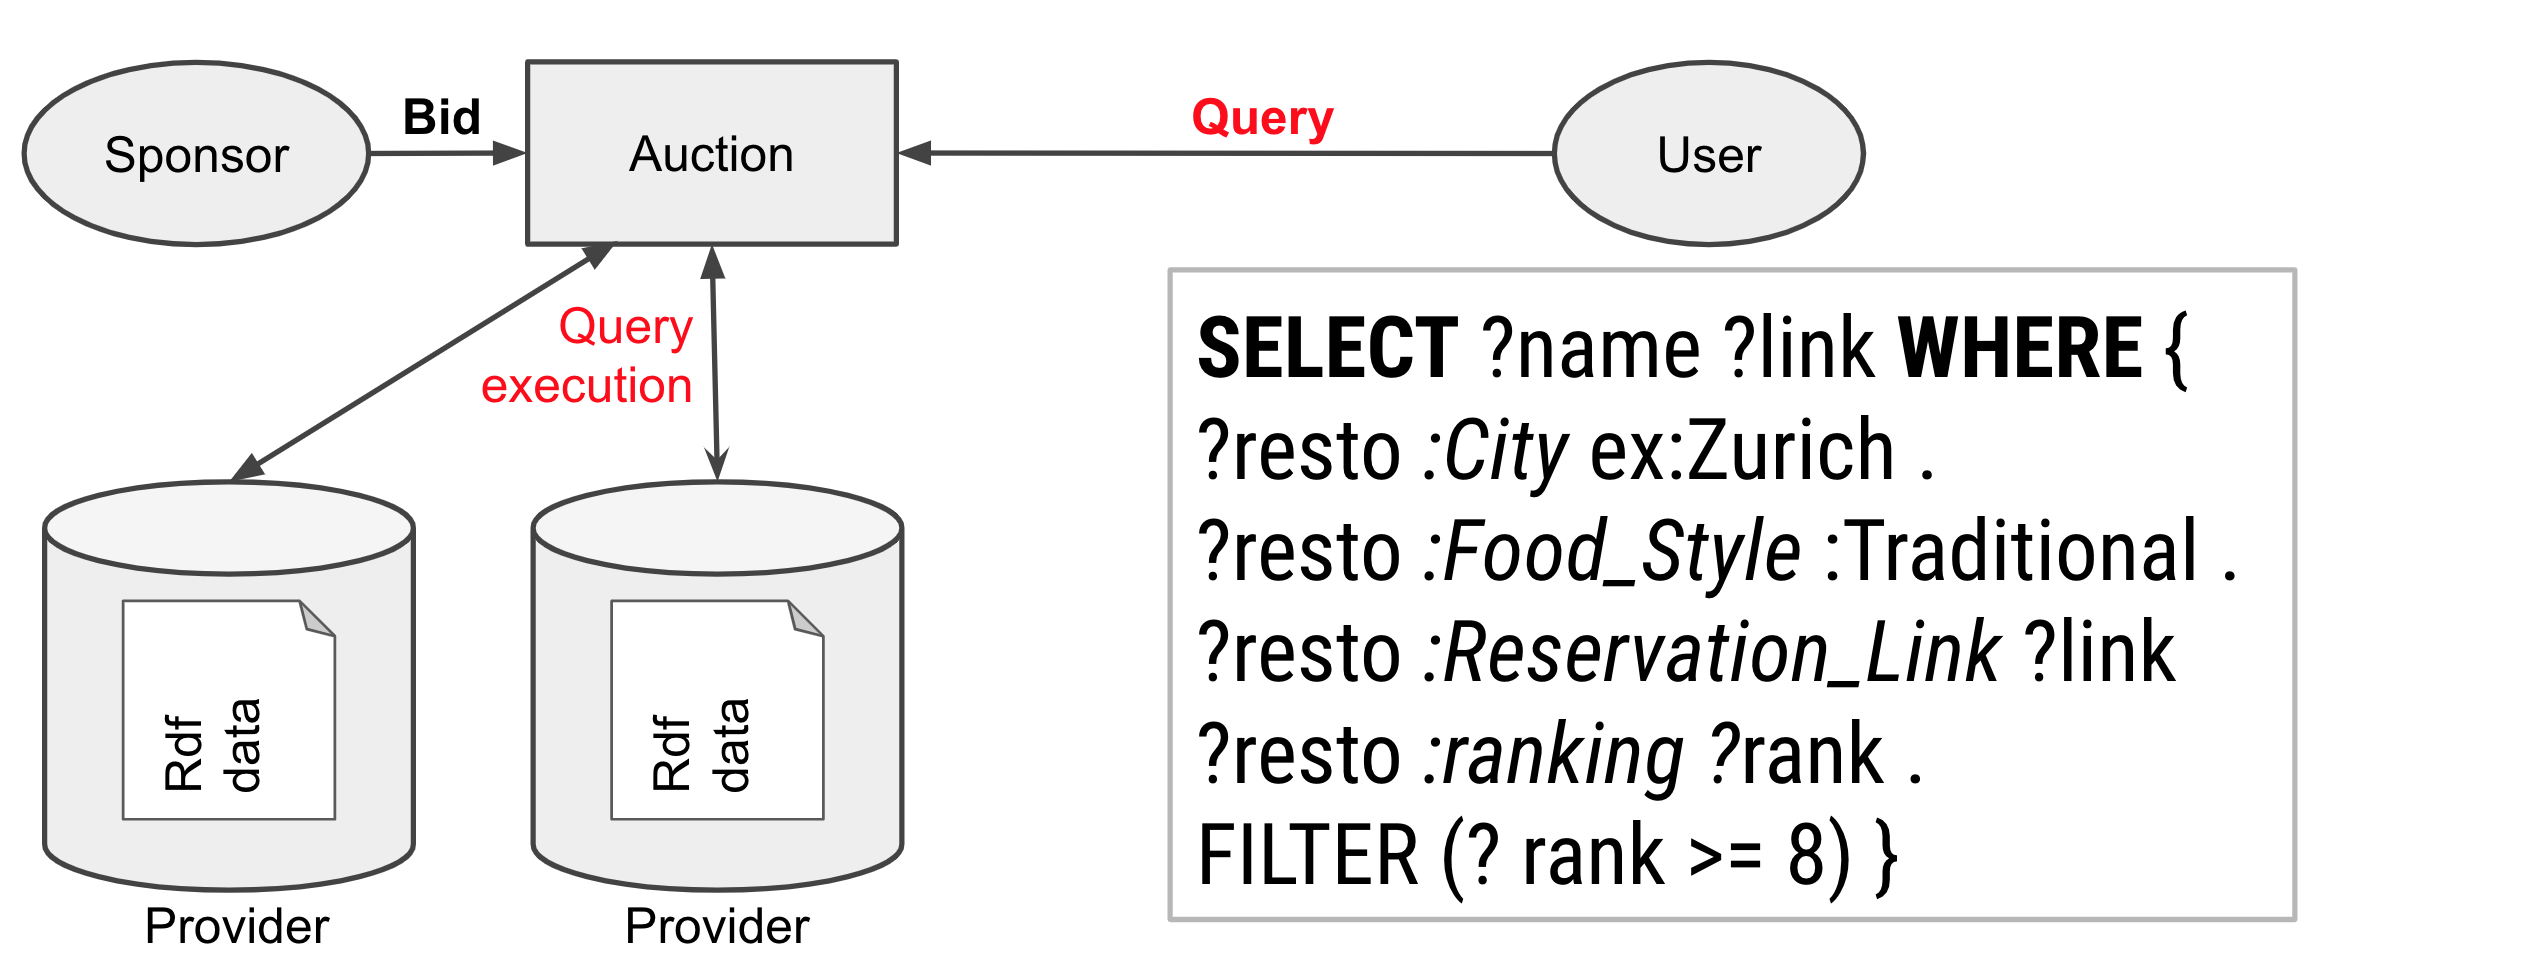 Sponsor
Bid
Auction
Query
User
Query
execution
SELECT ?name ?link WHERE {
?resto :City ex:Zurich .
?resto :Food_Style :Traditional .
?resto :Reservation_Link ?link
?resto :ranking ?rank .
FILTER (? rank >= 8) }
Rdf
data
Rdf
data
Provider
Provider